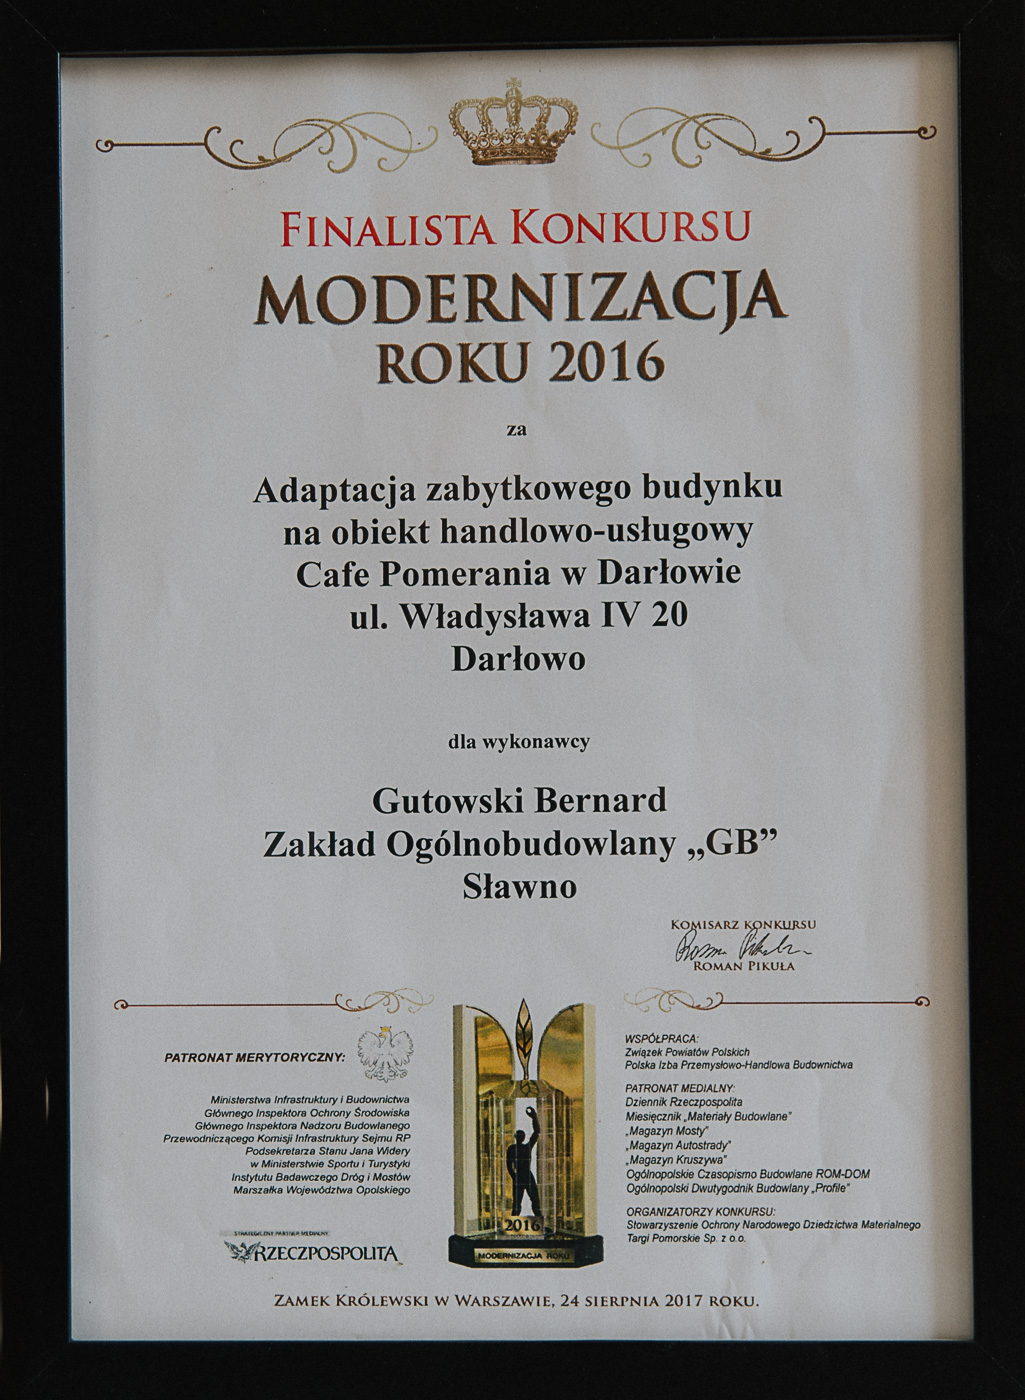 FINALISTA KONKURSU
MODERNIZACJA
ROKU 2016
za
Adaptacja zabytkowego budynku
na obiekt handlowo-usługowy
Cafe Pomerania w Darłowie
ul. Władysława IV 20
Darłowo
dla wykonawcy
Gutowski Bernard
Zakład Ogólnobudowlany „GB”
Sławno
KOMISARZ KONKURSU
Roman Pikuła
ROMAN PIKUŁA
PATRONAT MERYTORYCZNY:
Ministerstwa Infrastruktury i Budownictwa
Głównego Inspektora Ochrony Środowiska
Głównego Inspektora Nadzoru Budowlanego
Przewodniczącego Komisji Infrastruktury Sejmu RP
Podsekretarza Stanu Jana Widery
w Ministerstwie Sportu i Turystyki
Instytutu Badawczego Dróg i Mostów
Marszałka Województwa Opolskiego
STRATEGICZNY PARTNER MEDIALNY
RZECZPOSPOLITA
2016
MODERNIZACJA ROKU
WSPÓŁPRACA:
Związek Powiatów Polskich
Polska Izba Przemysłowo-Handlowa Budownictwa
PATRONAT MEDIALNY:
Dziennik Rzeczpospolita
Miesięcznik „Materiały Budowlane”
„Magazyn Mosty”
„Magazyn Autostrady”
„Magazyn Kruszywa”
Ogólnopolskie Czasopismo Budowlane ROM-DOM
Ogólnopolski Dwutygodnik Budowlany „Profile”
ORGANIZATORZY KONKURSU:
Stowarzyszenie Ochrony Narodowego Dziedzictwa Materialnego
Targi Pomorskie Sp. z o.o.
ZAMEK KRÓLEWSKI W WARSZAWIE, 24 SIERPNIA 2017 ROKU.